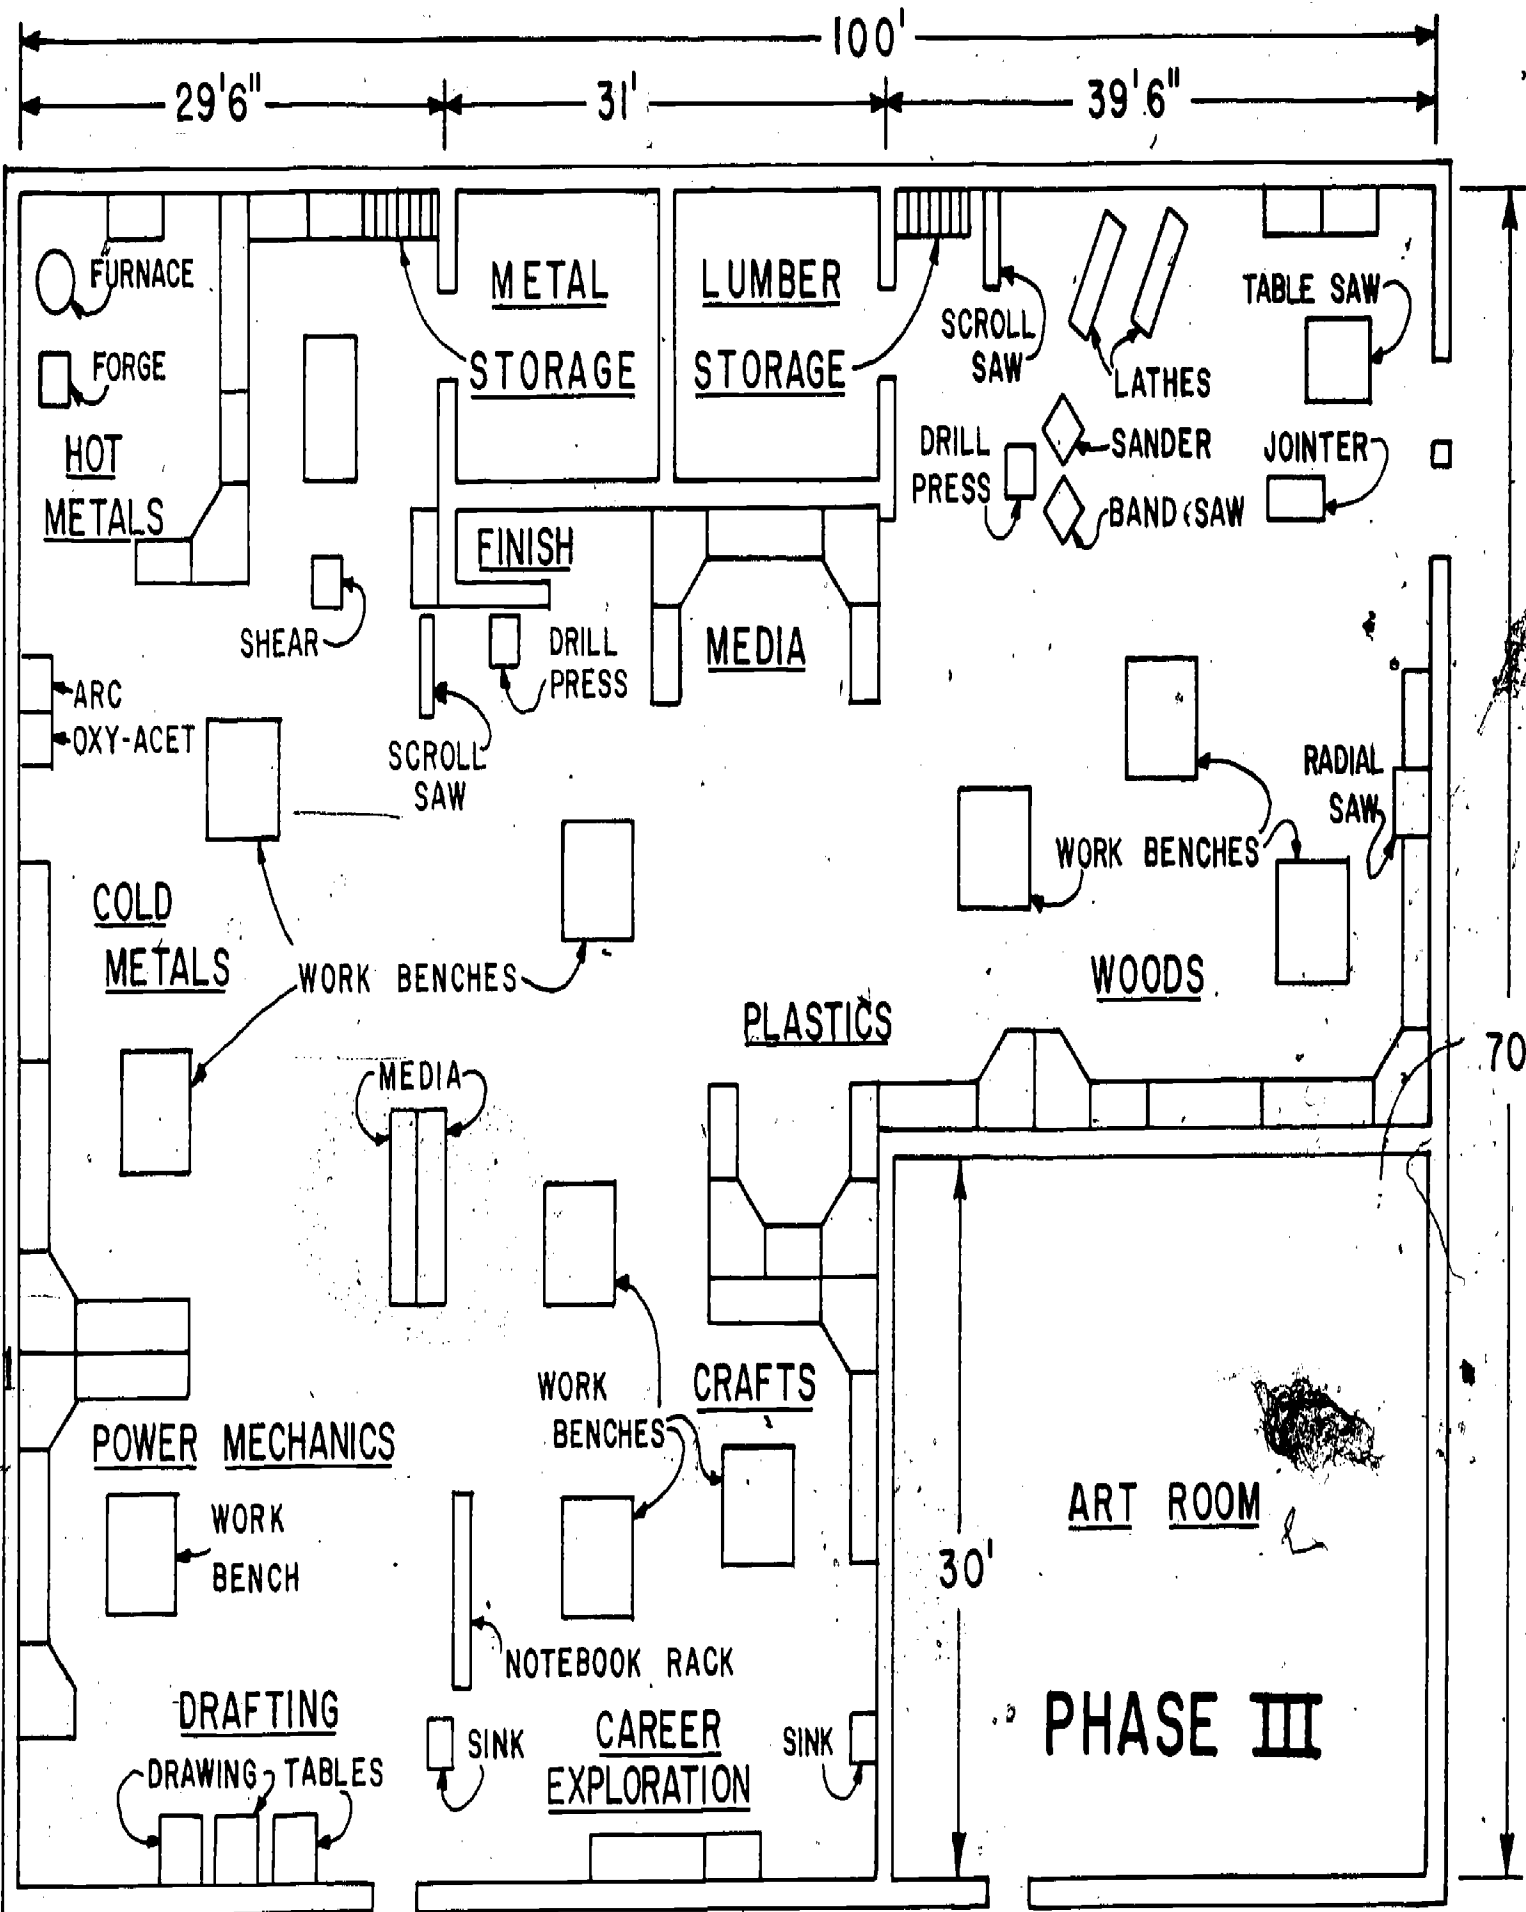 100'
29'6"
31'
39'6"
FURNACE
FORGE
HOT
METALS
METAL
STORAGE
LUMBER
STORAGE
SCROLL
SAW
LATHES
TABLE SAW
SANDER
DRILL
PRESS
JOINTER
BAND SAW
FINISH
SHEAR
DRILL
PRESS
MEDIA
ARC
OXY-ACET
SCROLL
SAW
RADIAL
SAW
WORK BENCHES
COLD
METALS
WORK BENCHES
WOODS
PLASTICS
70
MEDIA
WORK
BENCHES
CRAFTS
POWER MECHANICS
WORK
BENCH
ART ROOM
30'
NOTEBOOK RACK
DRAFTING
SINK
CAREER
EXPLORATION
SINK
PHASE III
DRAWING TABLES